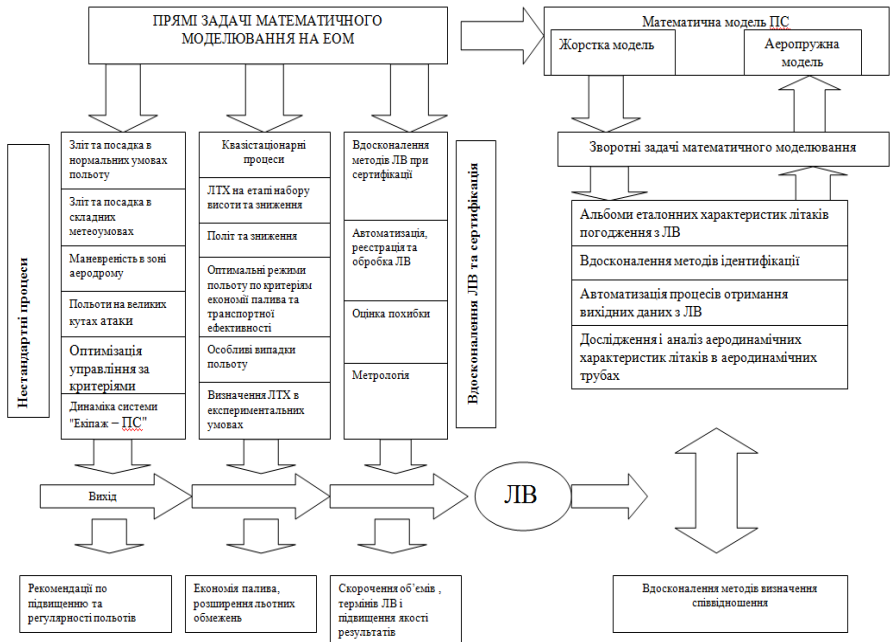 ПРЯМІ ЗАДАЧІ МАТЕМАТИЧНОГО
МОДЕЛЮВАННЯ НА ЕОМ
Математична модель ПС
Жорстка модель
Аеропружна
модель
Зворотні задачі математичного моделювання
Нестандартні процеси
Зліт та посадка в
нормальних умовах
польоту
Зліт та посадка в
складних
метеоумовах
Маневреність в зоні
аеродрому
Польоти на великих
кутах атаки
Оптимізація
управління за
критеріями
Динаміка системи
"Екіпаж – ПС"
Квазістаціонарні
процеси
ЛТХ на етапі набору
висоти та зниження
Політ та зниження
Оптимальні режими
польоту по критеріям
економії палива та
транспортної
ефективності
Особливі випадки
польоту
Визначення ЛТХ в
експериментальних
умовах
Вдосконалення
методів ЛВ при
сертифікації
Автоматизація,
реєстрація та
обробка ЛВ
Оцінка похибки
Метрологія
Вдосконалення ЛВ та сертифікація
Альбоми еталонних характеристик літаків
погодження з ЛВ
Вдосконалення методів ідентифікації
Автоматизація процесів отримання
вихідних даних з ЛВ
Дослідження і аналіз аеродинамічних
характеристик літаків в аеродинамічних
трубах
Вихід
ЛВ
Рекомендації по
підвищенню та
регулярності польотів
Економія палива,
розширення льотних
обмежень
Скорочення об’ємів ,
термінів ЛВ і
підвищення якості
результатів
Вдосконалення методів визначення
співвідношення